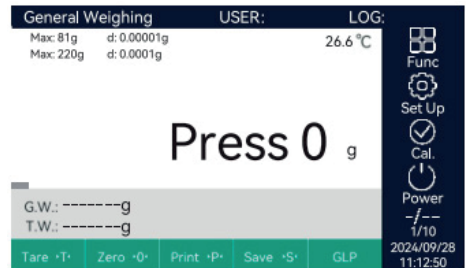 General Weighing USER: LOG:
Max: 81g d: 0.00001g 26.6 °C
Max: 220g d: 0.0001g
Press 0 g
G.W.: -------g
T.W.: -------g
Tare ·T· Zero ·0· Print ·P· Save ·S· GLP
Func
Set Up
Cal.
Power
-/--
1/10
2024/09/28
11:12:50